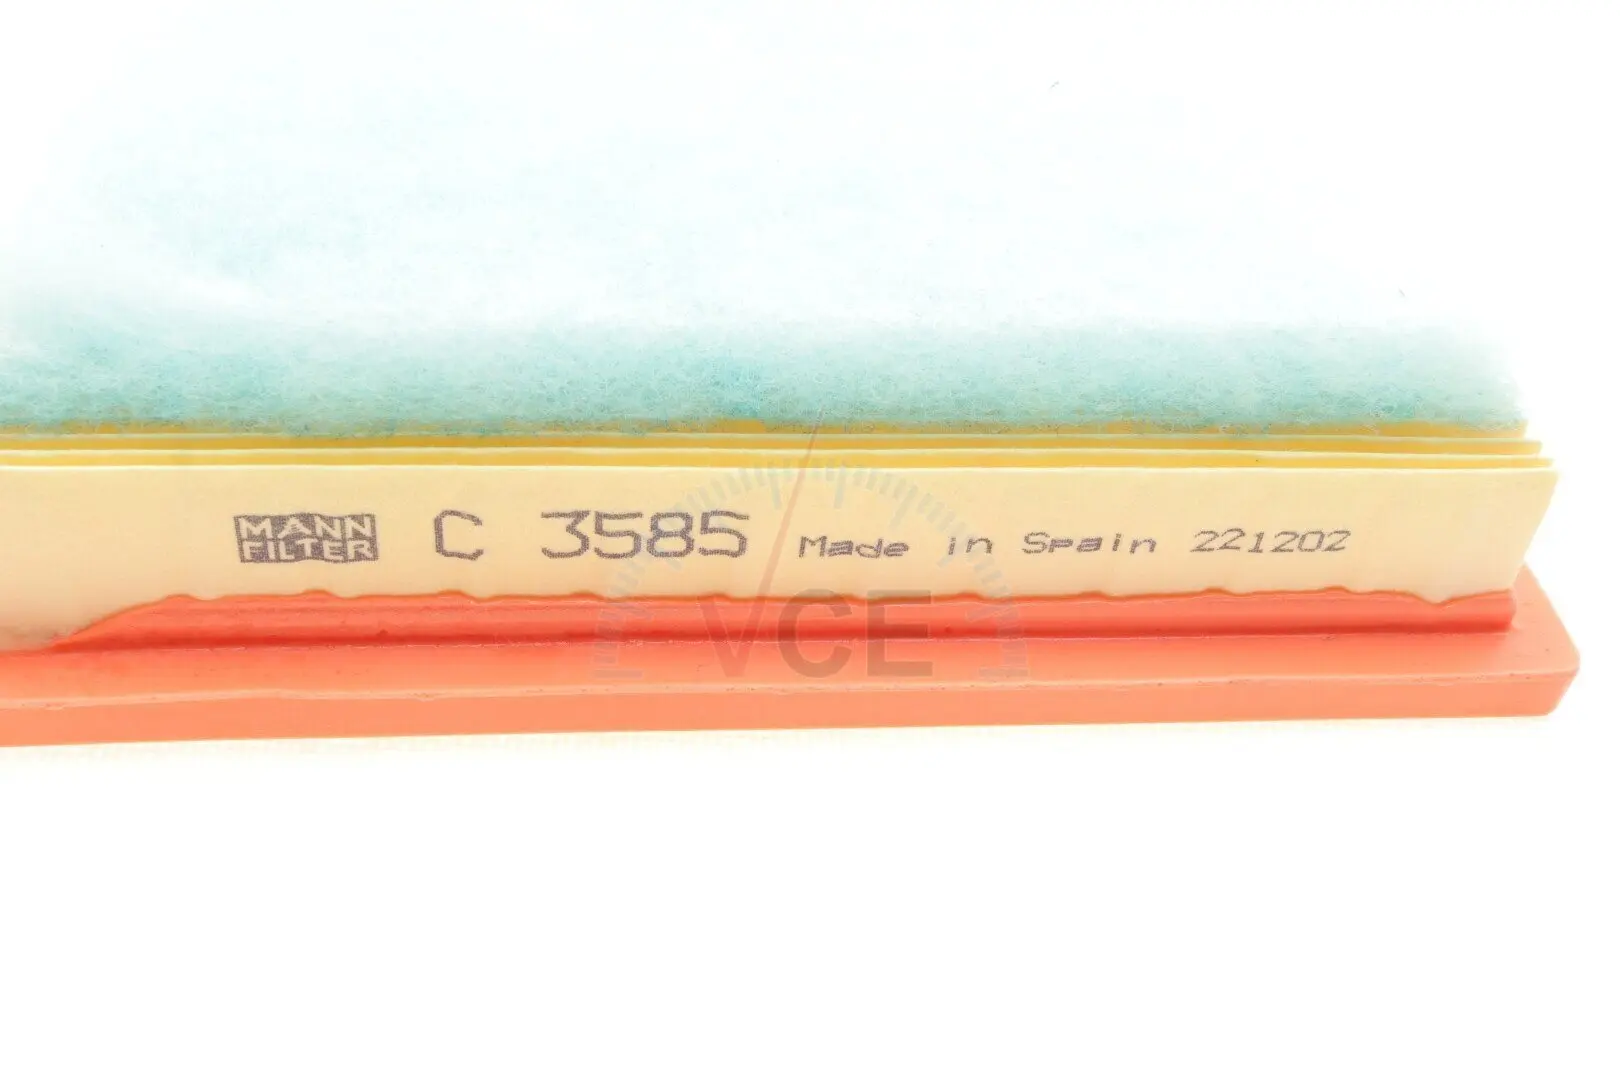 MANN
FILTER
C 3585 Made in Spain 221202
VCE